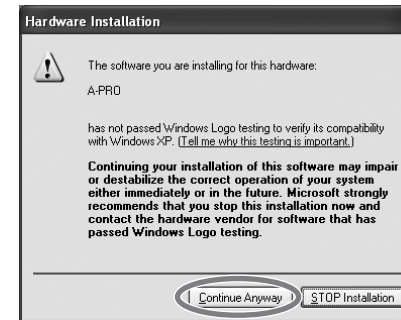 Hardware Installation
The software you are installing for this hardware:
A-PRO
has not passed Windows Logo testing to verify its compatibility
with Windows XP. (Tell me why this testing is important.)
Continuing your installation of this software may impair
or destabilize the correct operation of your system
either immediately or in the future. Microsoft strongly
recommends that you stop this installation now and
contact the hardware vendor for software that has
passed Windows Logo testing.
Continue Anyway STOP Installation